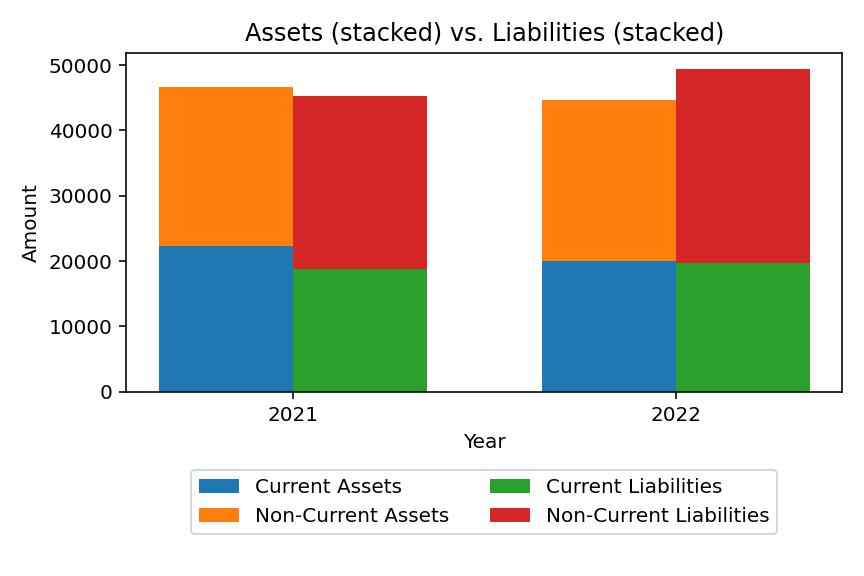 Assets (stacked) vs. Liabilities (stacked)
50000
40000
30000
20000
10000
0
Amount
2021 2022
Year
Current Assets Current Liabilities
Non-Current Assets Non-Current Liabilities